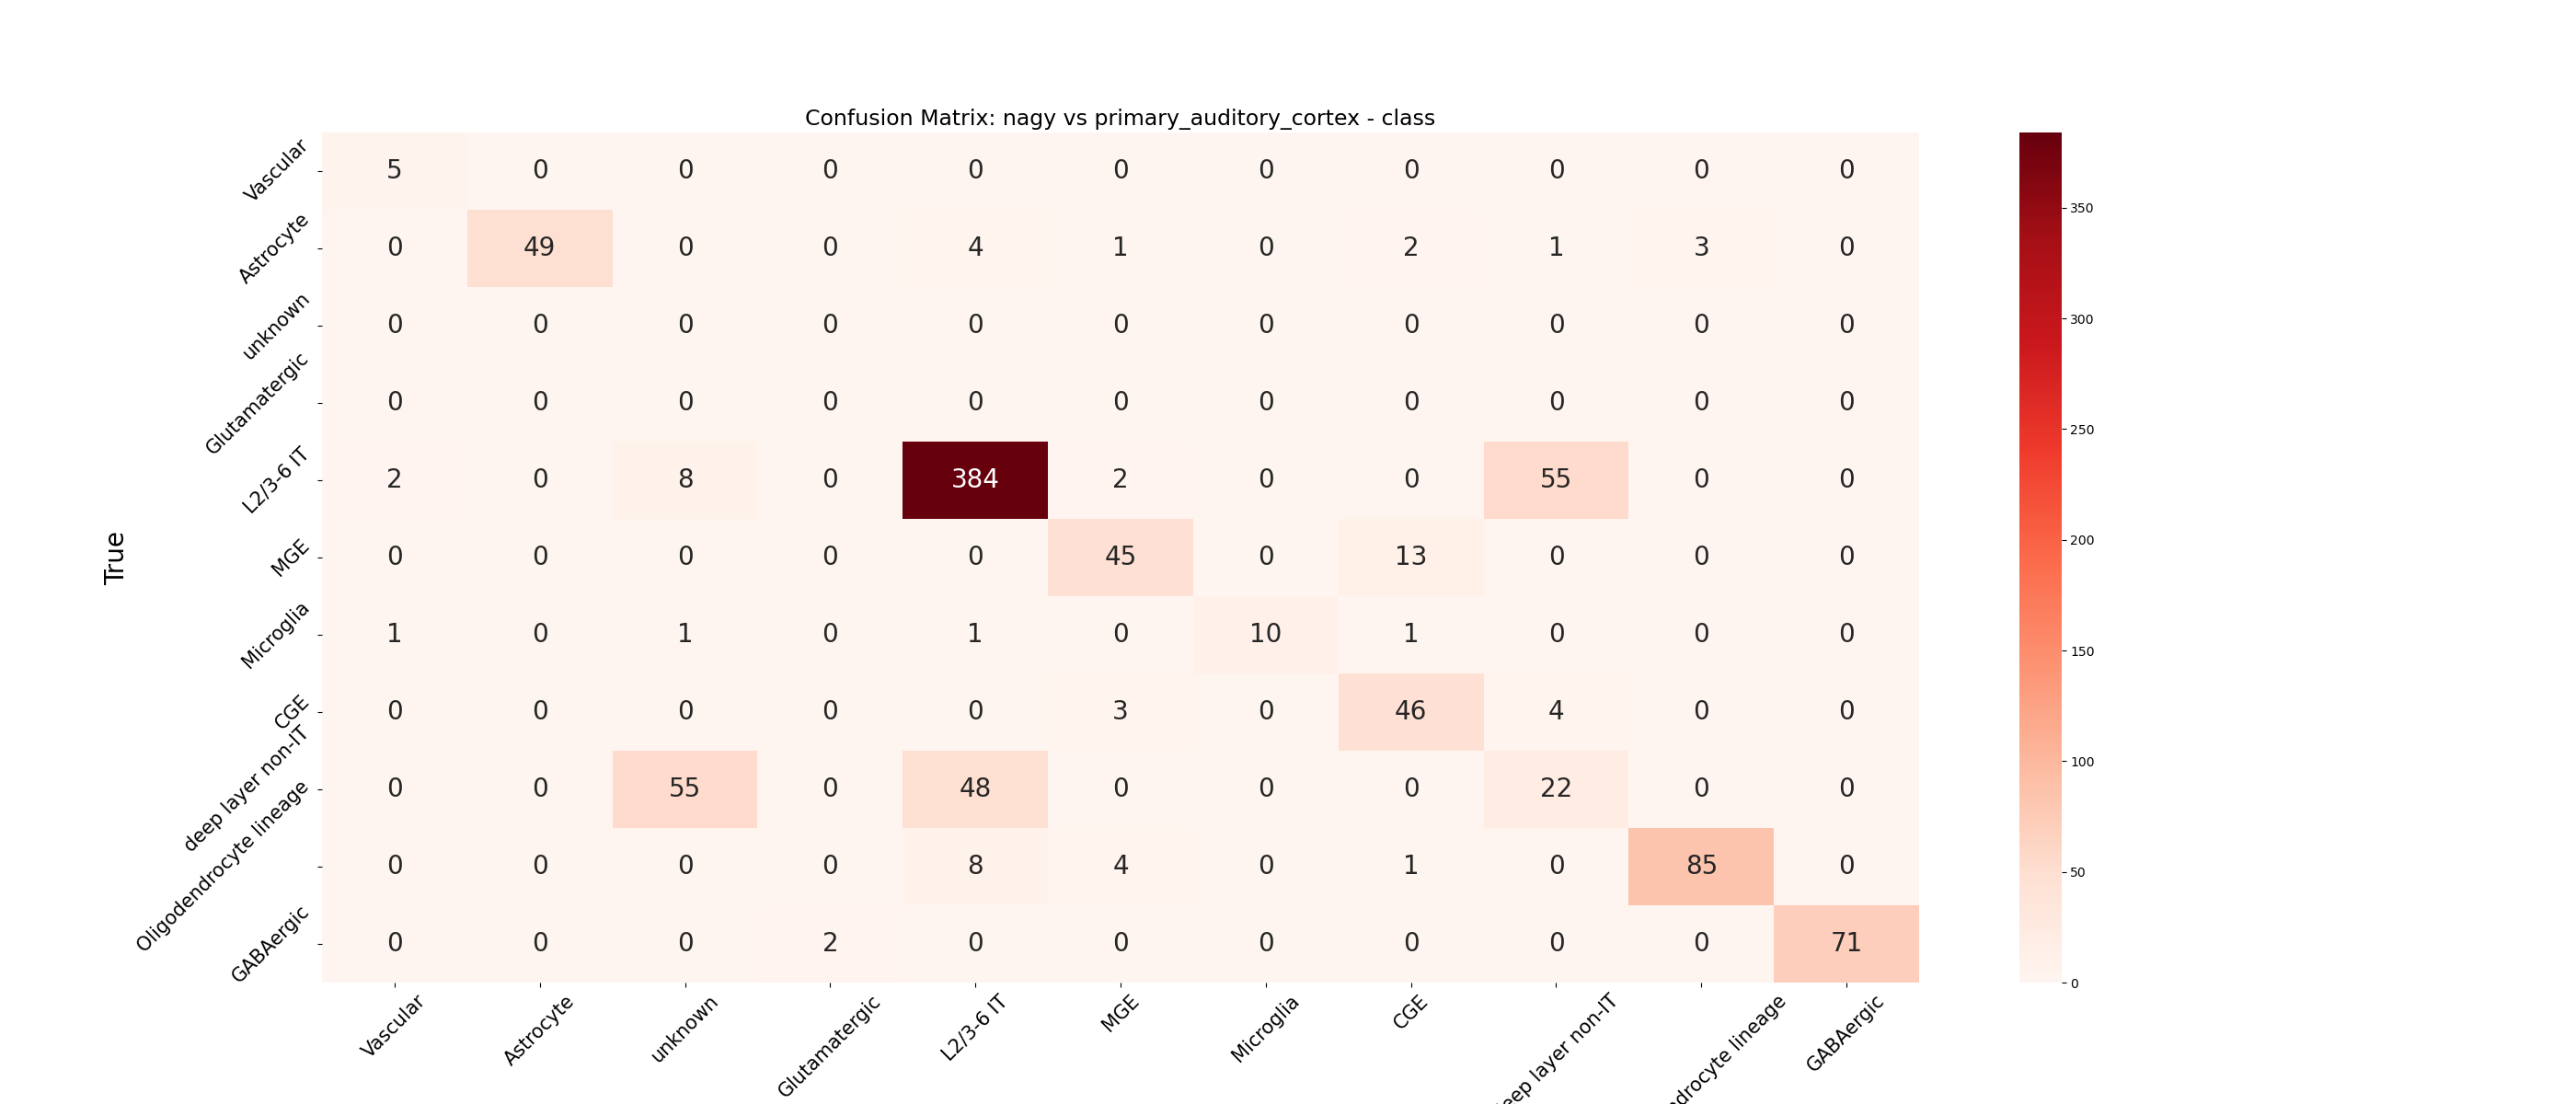 Confusion Matrix: nagy vs primary_auditory_cortex - class
Vascular 5 0 0 0 0 0 0 0 0 0 0
Astrocyte 0 49 0 0 4 1 0 2 1 3 0
unknown 0 0 0 0 0 0 0 0 0 0 0
Glutamatergic 0 0 0 0 0 0 0 0 0 0 0
L2/3-6 IT 2 0 8 0 384 2 0 0 55 0 0
MGE 0 0 0 0 0 45 0 13 0 0 0
Microglia 1 0 1 0 1 0 10 1 0 0 0
CGE 0 0 0 0 0 3 0 46 4 0 0
deep layer non-IT 0 0 55 0 48 0 0 0 22 0 0
Oligodendrocyte lineage 0 0 0 0 8 4 0 1 0 85 0
GABAergic 0 0 0 2 0 0 0 0 0 0 71
True
Vascular Astrocyte unknown Glutamatergic L2/3-6 IT MGE Microglia CGE eep layer non-IT drocyte lineage GABAergic
350
300
250
200
150
100
50
0